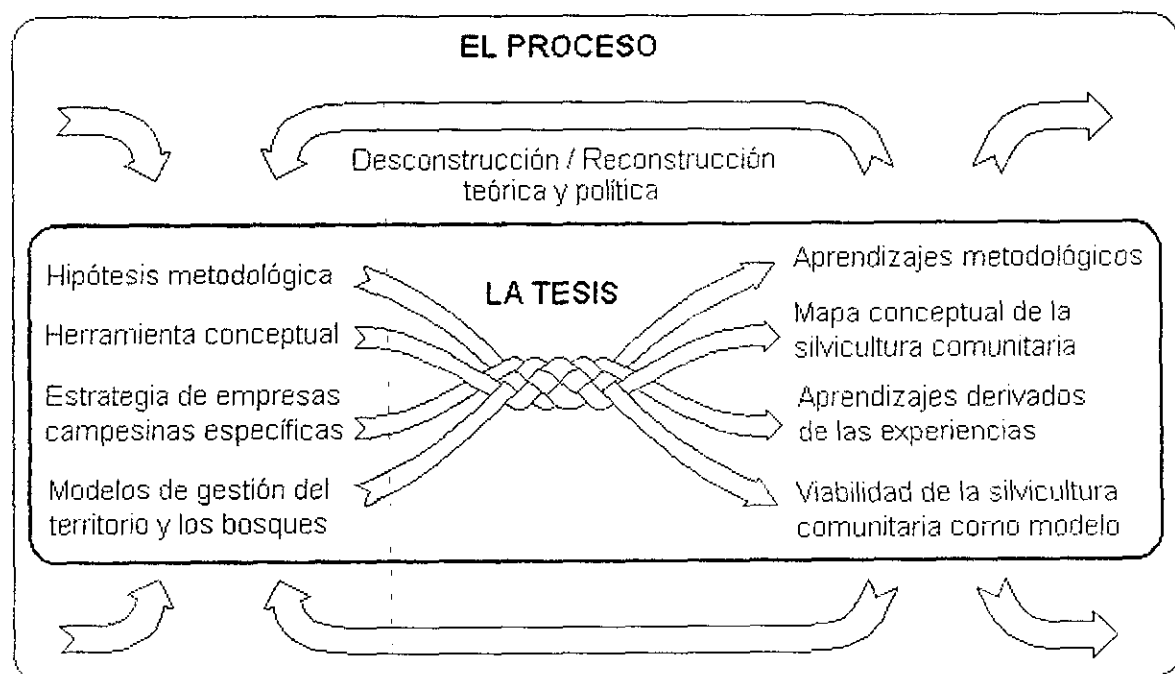 EL PROCESO
Desconstrucción / Reconstrucción
teórica y política
LA TESIS
Hipótesis metodológica
Herramienta conceptual
Estrategia de empresas
campesinas específicas
Modelos de gestión del
territorio y los bosques
Aprendizajes metodológicos
Mapa conceptual de la
silvicultura comunitaria
Aprendizajes derivados
de las experiencias
Viabilidad de la silvicultura
comunitaria como modelo